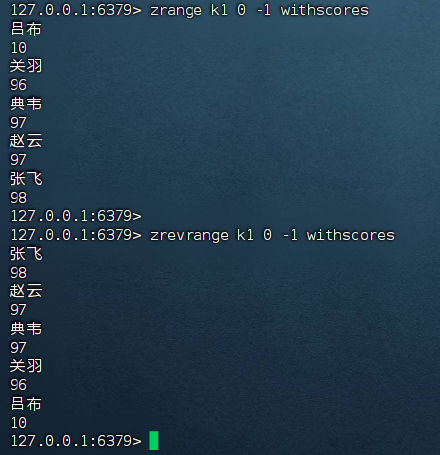 127.0.0.1:6379> zrange k1 0 -1 withscores
吕布
10
关羽
96
典韦
97
赵云
97
张飞
98
127.0.0.1:6379>
127.0.0.1:6379> zrevrange k1 0 -1 withscores
张飞
98
赵云
97
典韦
97
关羽
96
吕布
10
127.0.0.1:6379>